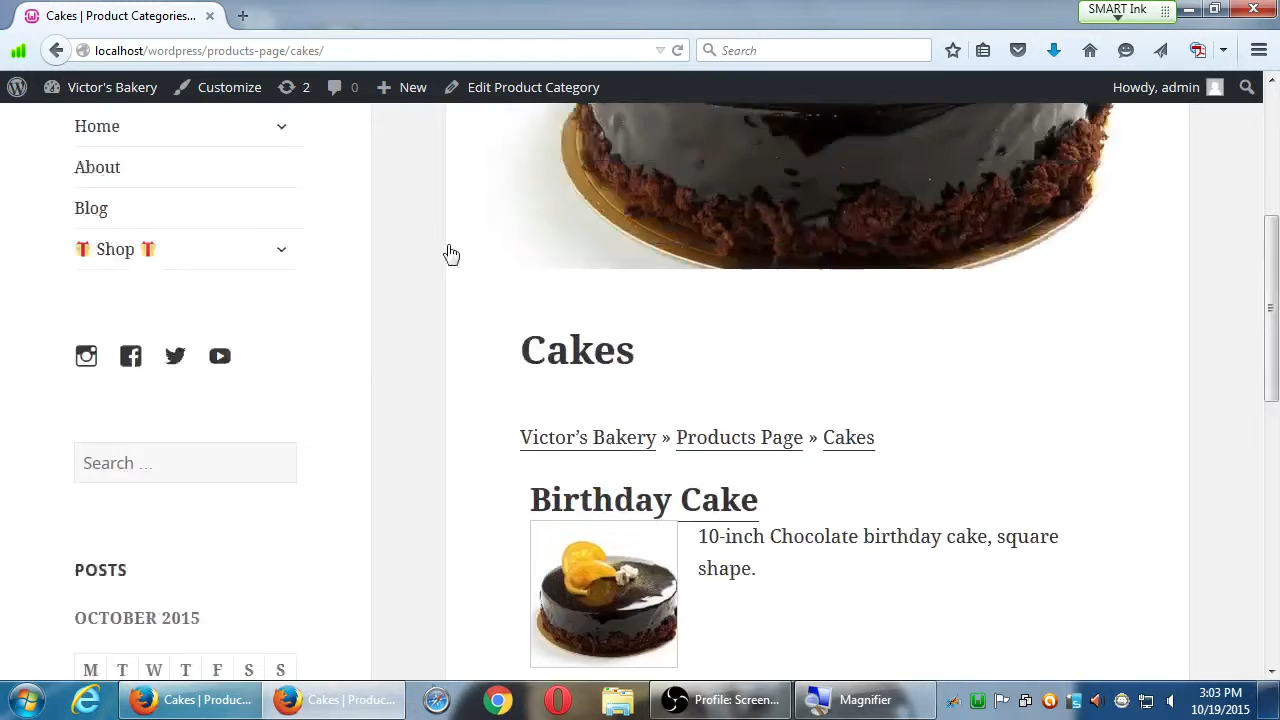 Cakes | Product Categories...
SMART Ink
localhost/wordpress/products-page/cakes/
Search
Victor's Bakery
Customize
2
0
New
Edit Product Category
Howdy, admin
Home
About
Blog
Shop
Search ...
POSTS
OCTOBER 2015
M T W T F S S
Cakes
Victor's Bakery » Products Page » Cakes
Birthday Cake
10-inch Chocolate birthday cake, square
shape.
Cakes | Produc...
Cakes | Produc...
Profile: Screen...
Magnifier
3:03 PM
10/19/2015